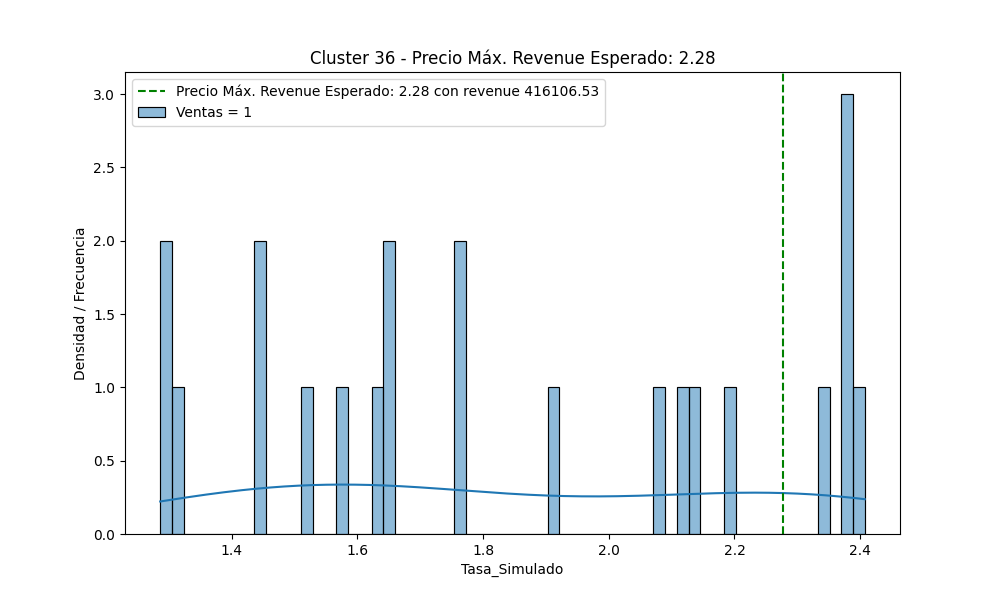 Cluster 36 - Precio Máx. Revenue Esperado: 2.28
Precio Máx. Revenue Esperado: 2.28 con revenue 416106.53
Ventas = 1
Densidad / Frecuencia
3.0
2.5
2.0
1.5
1.0
0.5
0.0
1.4 1.6 1.8 2.0 2.2 2.4
Tasa_Simulado